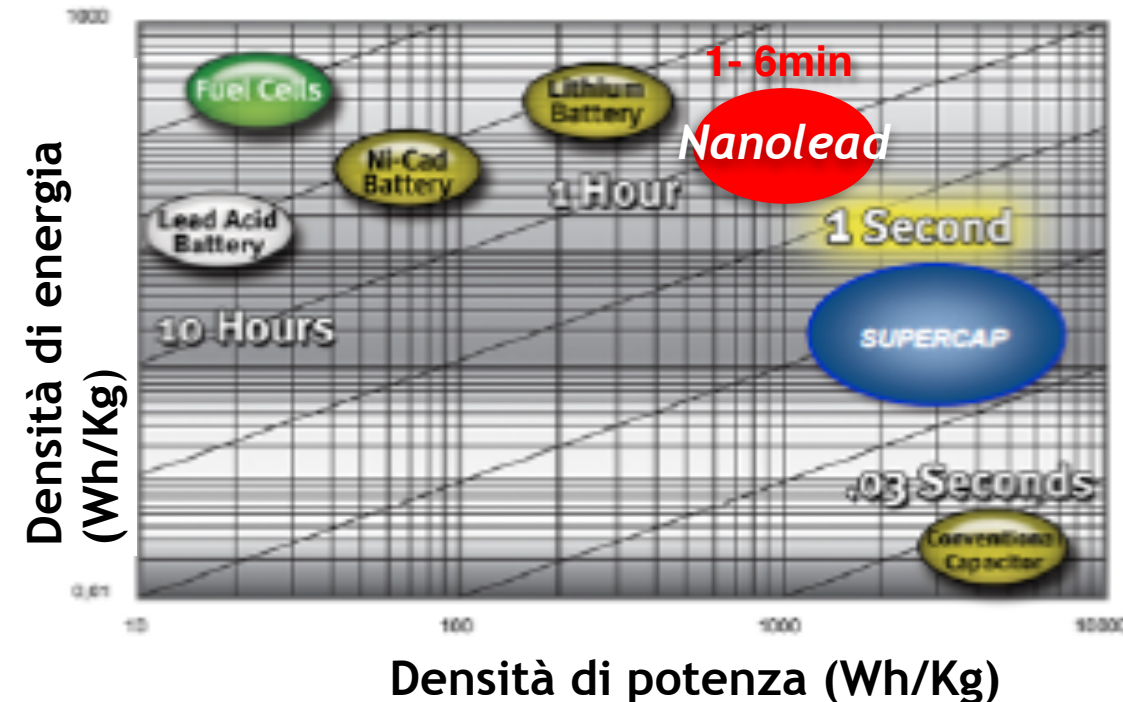 1000
1- 6min
Fuel Cells
Lithium
Battery
Nanolead
Ni-Cad
Battery
1 Hour
Lead Acid
Battery
1 Second
10 Hours
SUPERCAP
.03 Seconds
Conventional
Capacitor
0,01
10
100
1000
10000
Densità di energia
(Wh/Kg)
Densità di potenza (Wh/Kg)